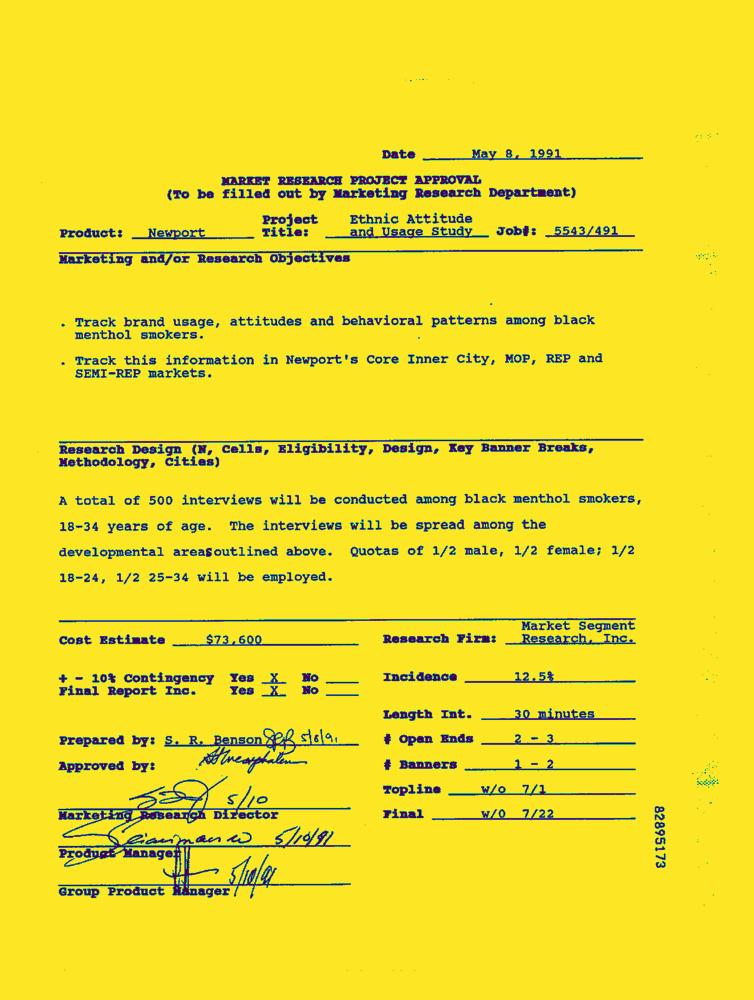 Date May 8, 1991
MARKET RESEARCH PROJECT APPROVAL
(To be filled out by Marketing Research Department)
Product: Newport Project Title: Ethnic Attitude and Usage Study Job#: 5543/491
Marketing and/or Research Objectives
. Track brand usage, attitudes and behavioral patterns among black
menthol smokers.
. Track this information in Newport's Core Inner City, MOP, REP and
SEMI-REP markets.
Research Design (N, Cells, Eligibility, Design, Key Banner Breaks,
Methodology, Cities)
A total of 500 interviews will be conducted among black menthol smokers,
18-34 years of age. The interviews will be spread among the
developmental areas outlined above. Quotas of 1/2 male, 1/2 female; 1/2
18-24, 1/2 25-34 will be employed.
Cost Estimate $73,600
Research Firm: Market Segment Research, Inc.
+ - 10% Contingency Yes X No
Final Report Inc. Yes X No
Incidence 12.5%
Length Int. 30 minutes
Prepared by: S. R. Benson 5/8/91
# Open Ends 2 - 3
Approved by:
# Banners 1 - 2
Topline w/o 7/1
5/10
Marketing Research Director
Final w/o 7/22
5/10/91
Product Manager
5/10/91
Group Product Manager
82895173